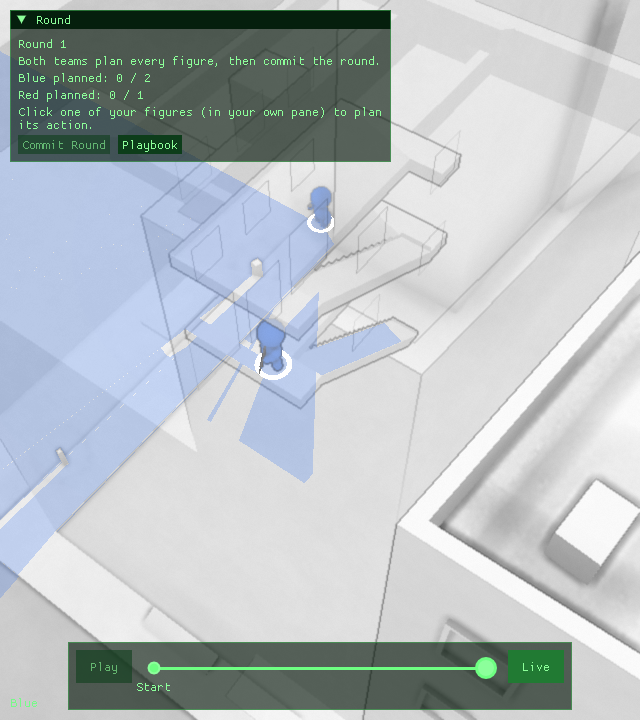 ▼ Round
Round 1
Both teams plan every figure, then commit the round.
Blue planned: 0 / 2
Red planned: 0 / 1
Click one of your figures (in your own pane) to plan
its action.
Commit Round Playbook
Play Live
Start